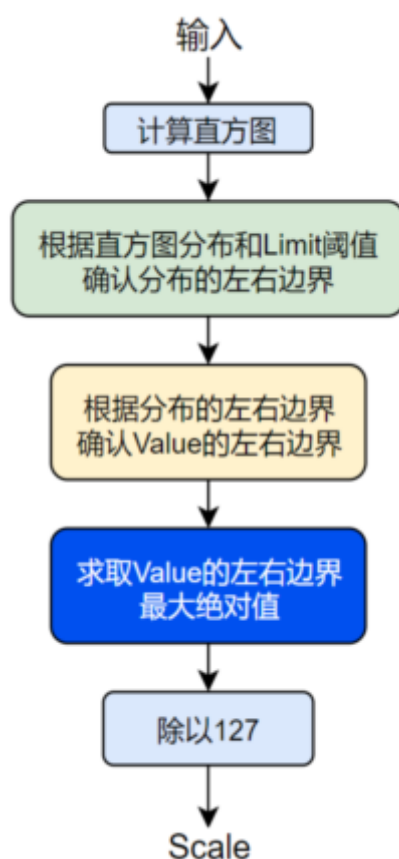 输入
计算直方图
根据直方图分布和Limit阈值
确认分布的左右边界
根据分布的左右边界
确认Value的左右边界
求取Value的左右边界
最大绝对值
除以127
Scale